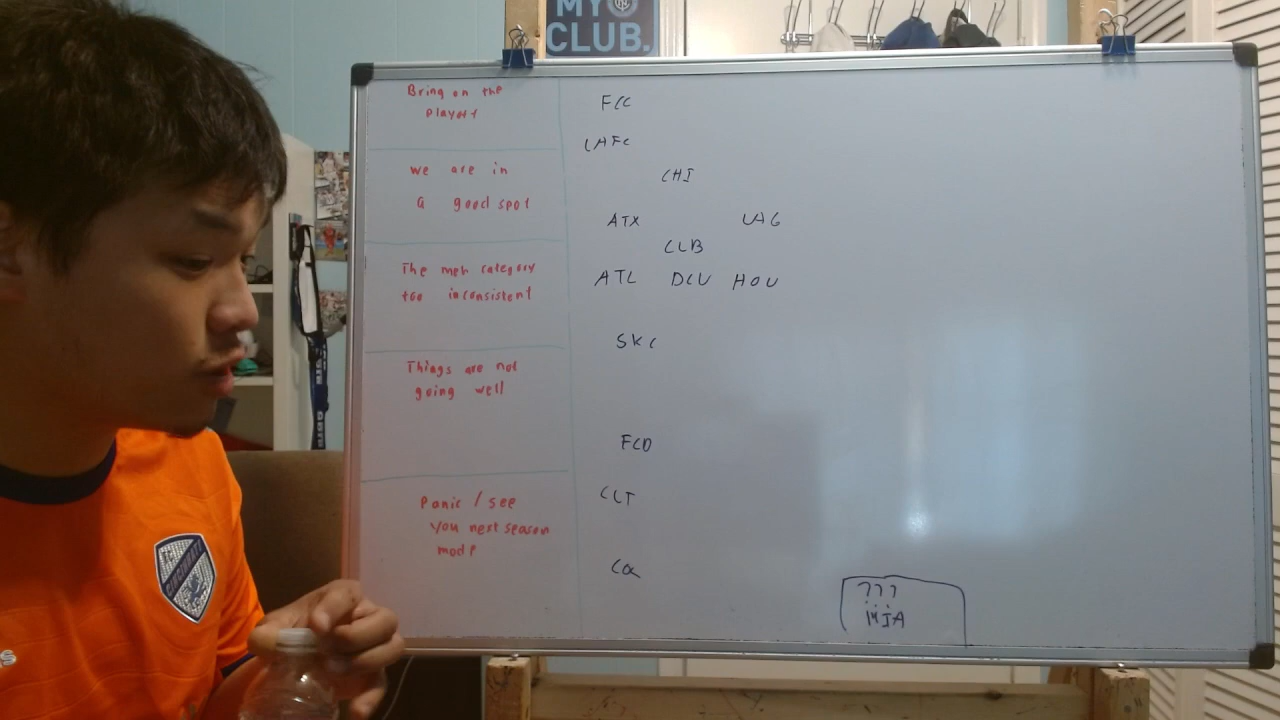 MY
CLUB.
Bring on the
playoff
FCC
LAFC
we are in
a good spot
CHI
ATX LAG
CLB
The meh category
too inconsistent
ATL DCU HOU
SKC
Things are not
going well
FCD
CLT
Panic / see
you next season
mode
COL
???
MIA
CINCINNATI